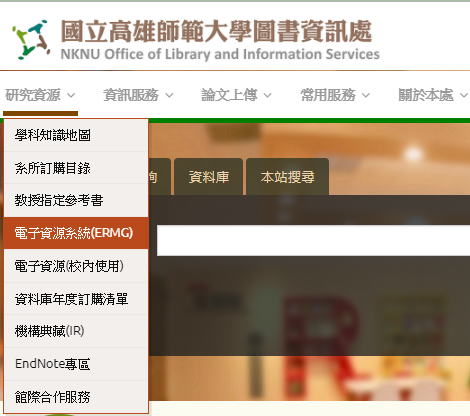 國立高雄師範大學圖書資訊處
NKNU Office of Library and Information Services
研究資源 資訊服務 論文上傳 常用服務 關於本處
學科知識地圖
系所訂購目錄
教授指定參考書
電子資源系統(ERMG)
電子資源(校內使用)
資料庫年度訂購清單
機構典藏(IR)
EndNote專區
館際合作服務
詢 資料庫 本站搜尋